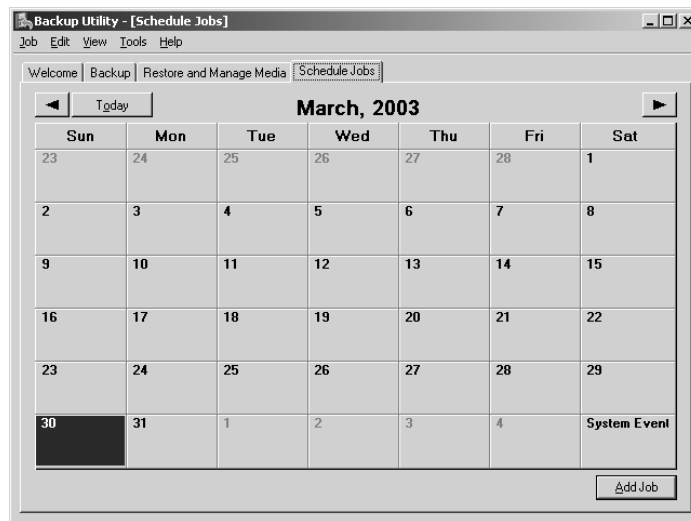 Backup Utility - [Schedule Jobs]
Job Edit View Tools Help
Welcome Backup Restore and Manage Media Schedule Jobs
Today March, 2003
Sun Mon Tue Wed Thu Fri Sat
23 24 25 26 27 28 1
2 3 4 5 6 7 8
9 10 11 12 13 14 15
16 17 18 19 20 21 22
23 24 25 26 27 28 29
30 31 1 2 3 4 System Event
Add Job